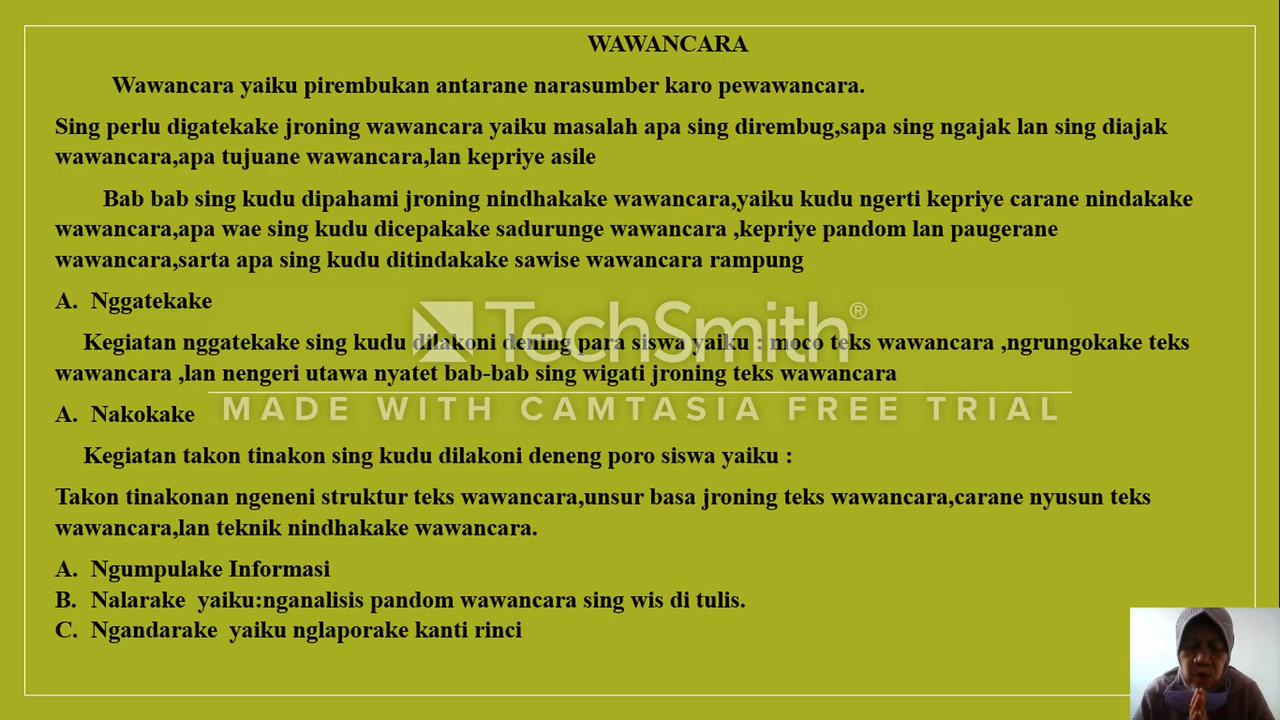 WAWANCARA
Wawancara yaiku pirembukan antarane narasumber karo pewawancara.
Sing perlu digatekake jroning wawancara yaiku masalah apa sing dirembug,sapa sing ngajak lan sing diajak
wawancara,apa tujuane wawancara,lan kepriye asile
Bab bab sing kudu dipahami jroning nindhakake wawancara,yaiku kudu ngerti kepriye carane nindakake
wawancara,apa wae sing kudu dicepakake sadurunge wawancara ,kepriye pandom lan paugerane
wawancara,sarta apa sing kudu ditindakake sawise wawancara rampung
A. Nggatekake
TechSmith®
Kegiatan nggatekake sing kudu dilakoni dening para siswa yaiku : moco teks wawancara ,ngrungokake teks
wawancara ,lan nengeri utawa nyatet bab-bab sing wigati jroning teks wawancara
MADE WITH CAMTASIA FREE TRIAL
A. Nakokake
Kegiatan takon tinakon sing kudu dilakoni deneng poro siswa yaiku :
Takon tinakonan ngeneni struktur teks wawancara,unsur basa jroning teks wawancara,carane nyusun teks
wawancara,lan teknik nindhakake wawancara.
A. Ngumpulake Informasi
B. Nalarake yaiku:nganalisis pandom wawancara sing wis di tulis.
C. Ngandarake yaiku nglaporake kanti rinci